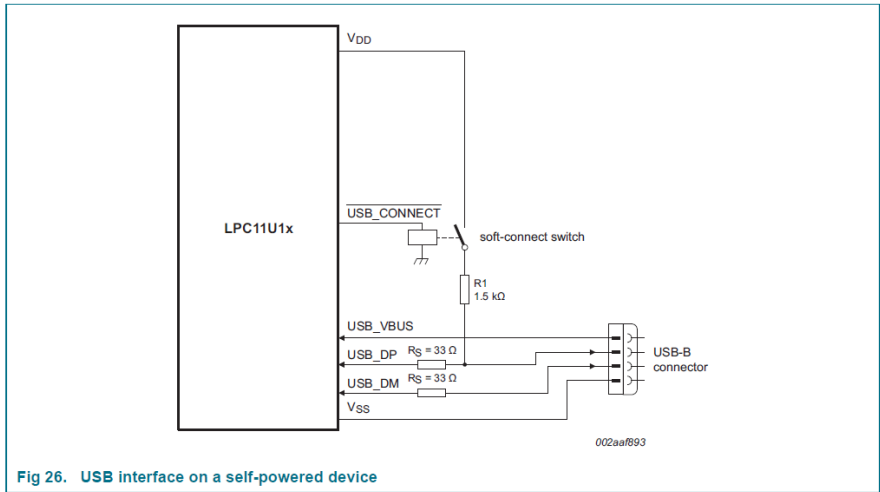 VDD
USB_CONNECT
LPC11U1x
soft-connect switch
R1
1.5 kΩ
USB_VBUS
USB_DP RS = 33 Ω
USB-B
connector
USB_DM RS = 33 Ω
VSS
002aaf893
Fig 26. USB interface on a self-powered device